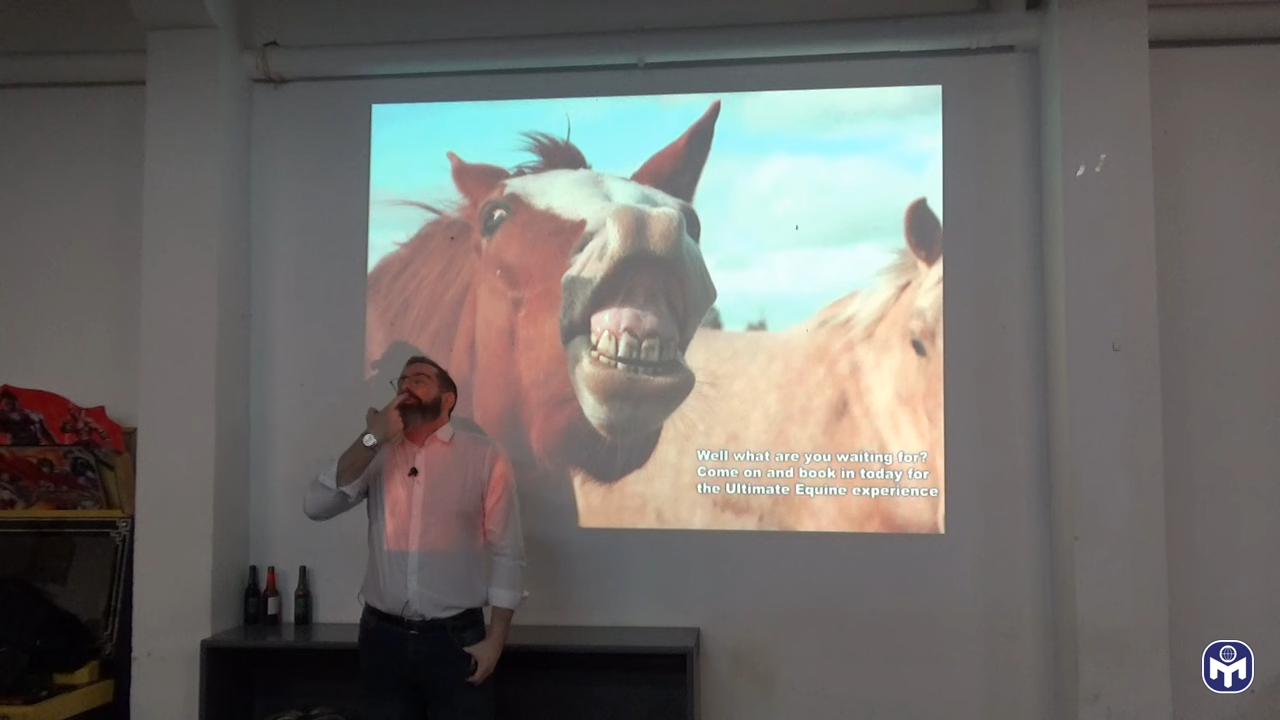 Well what are you waiting for?
Come on and book in today for
the Ultimate Equine experience